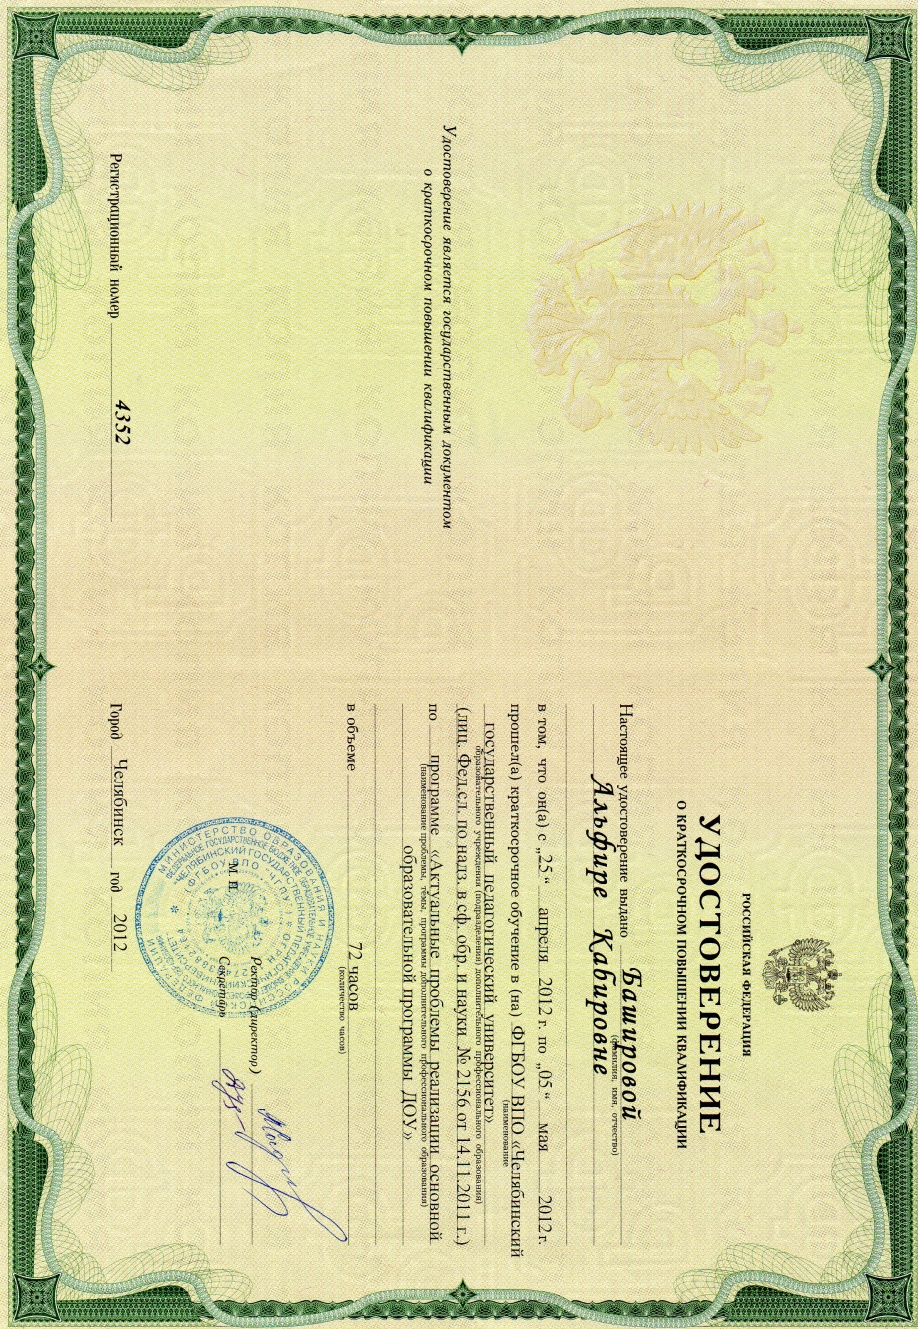 Удостоверение является государственным документом
о краткосрочном повышении квалификации
Регистрационный номер 4352
РОССИЙСКАЯ ФЕДЕРАЦИЯ
УДОСТОВЕРЕНИЕ
О КРАТКОСРОЧНОМ ПОВЫШЕНИИ КВАЛИФИКАЦИИ
Настоящее удостоверение выдано Башировой
(фамилия, имя, отчество)
Альфире Кабировне
в том, что он(а) с „25“ апреля 2012 г. по „05“ мая 2012 г.
прошел(а) краткосрочное обучение в (на) ФГБОУ ВПО «Челябинский
(наименование
государственный педагогический университет»
образовательного учреждения (подразделения) дополнительного профессионального образования)
(лиц. Фед.сл. по надз. в сф. обр. и науки № 2156 от 14.11.2011 г.)
по программе «Актуальные проблемы реализации основной
(наименование проблемы, темы, программы дополнительного профессионального образования)
образовательной программы ДОУ»
в объеме 72 часов
(количество часов)
М. П.
Ректор (директор)
Секретарь
Город Челябинск год 2012